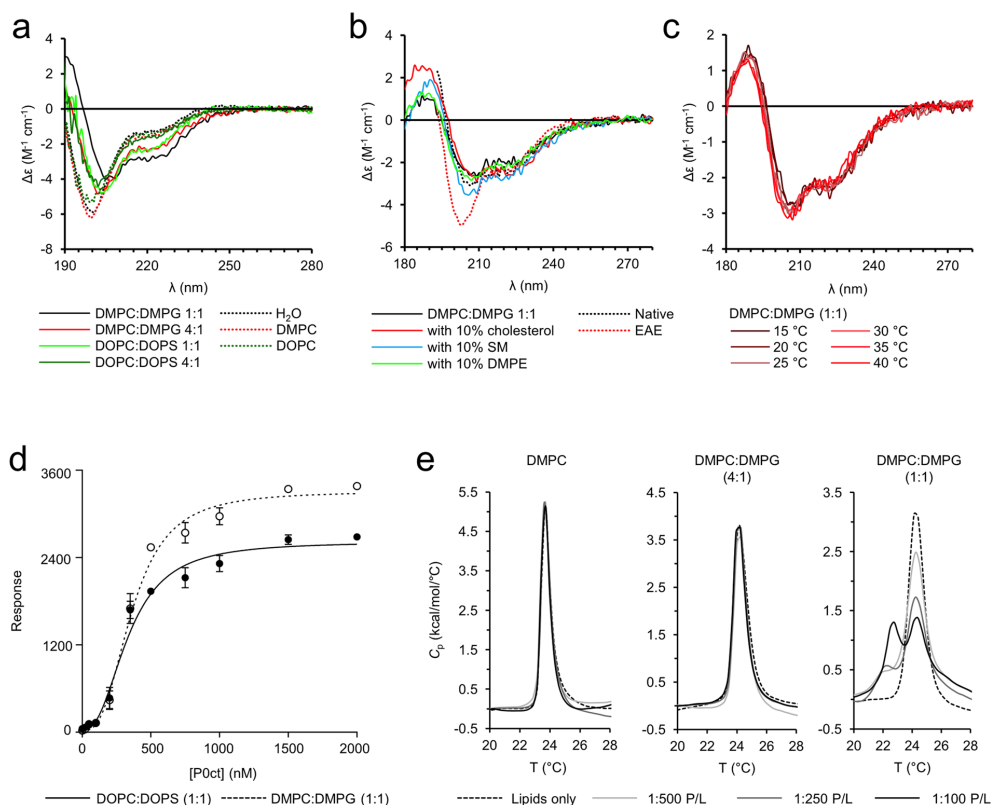 a
b
c
4
2
0
-2
-4
-6
-8
Δε (M⁻¹ cm⁻¹)
190
220
250
280
λ (nm)
DMPC:DMPG 1:1
DMPC:DMPG 4:1
DOPC:DOPS 1:1
DOPC:DOPS 4:1
H₂O
DMPC
DOPC
4
2
0
-2
-4
-6
Δε (M⁻¹ cm⁻¹)
180
210
240
270
λ (nm)
DMPC:DMPG 1:1
with 10% cholesterol
with 10% SM
with 10% DMPE
Native
EAE
2
1
0
-1
-2
-3
-4
Δε (M⁻¹ cm⁻¹)
180
210
240
270
λ (nm)
DMPC:DMPG (1:1)
15 °C
20 °C
25 °C
30 °C
35 °C
40 °C
d
3600
2400
1200
0
Response
0
500
1000
1500
2000
[P0ct] (nM)
DOPC:DOPS (1:1)
DMPC:DMPG (1:1)
e
DMPC
5.5
4.5
3.5
2.5
1.5
0.5
-0.5
Cₚ (kcal/mol/°C)
20
22
24
26
28
T (°C)
DMPC:DMPG
(4:1)
4.5
3.5
2.5
1.5
0.5
-0.5
20
22
24
26
28
T (°C)
DMPC:DMPG
(1:1)
3.5
2.5
1.5
0.5
-0.5
20
22
24
26
28
T (°C)
Lipids only
1:500 P/L
1:250 P/L
1:100 P/L